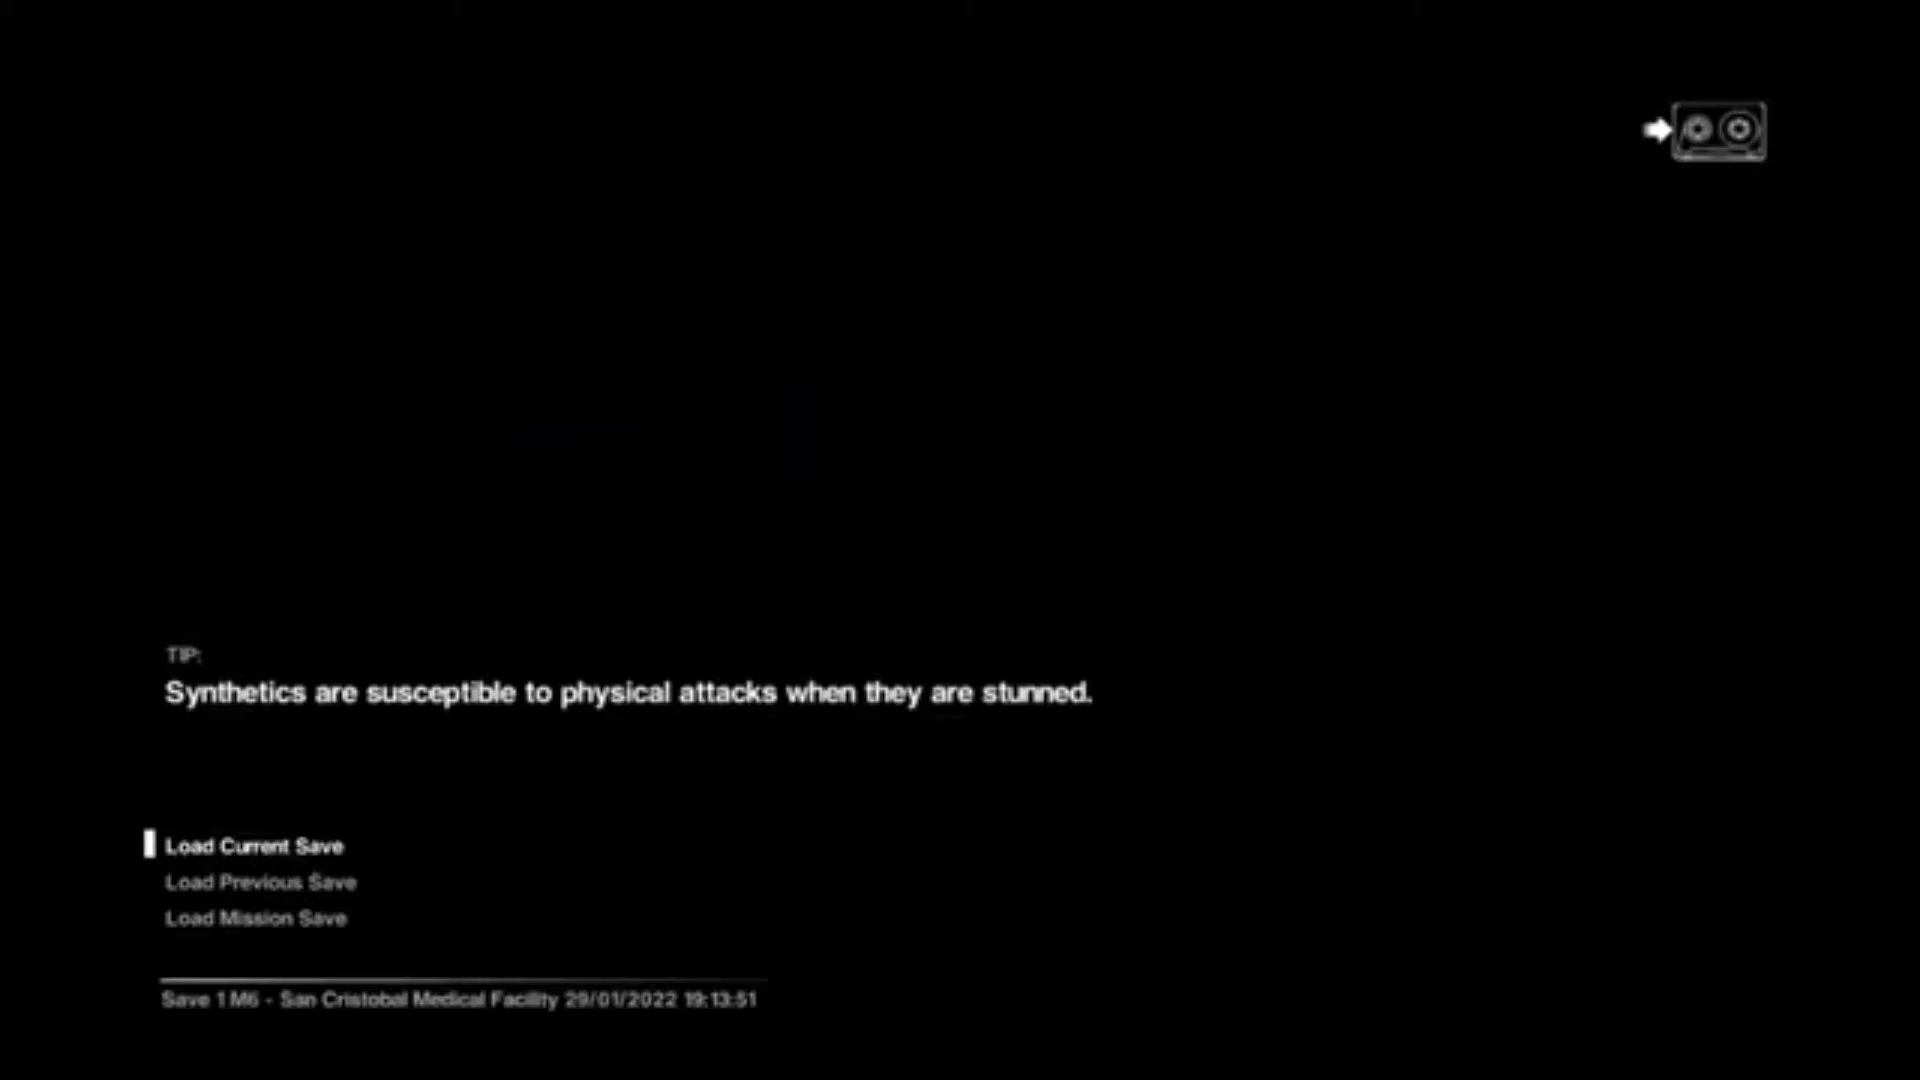 TIP:
Synthetics are susceptible to physical attacks when they are stunned.
Load Current Save
Load Previous Save
Load Mission Save
Save 1 M6 - San Cristobal Medical Facility 29/01/2022 19:13:51